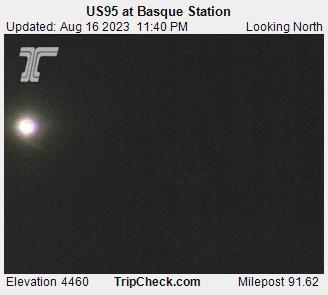 US95 at Basque Station
Updated: Aug 16 2023 11:40 PM Looking North
Elevation 4460 TripCheck.com Milepost 91.62